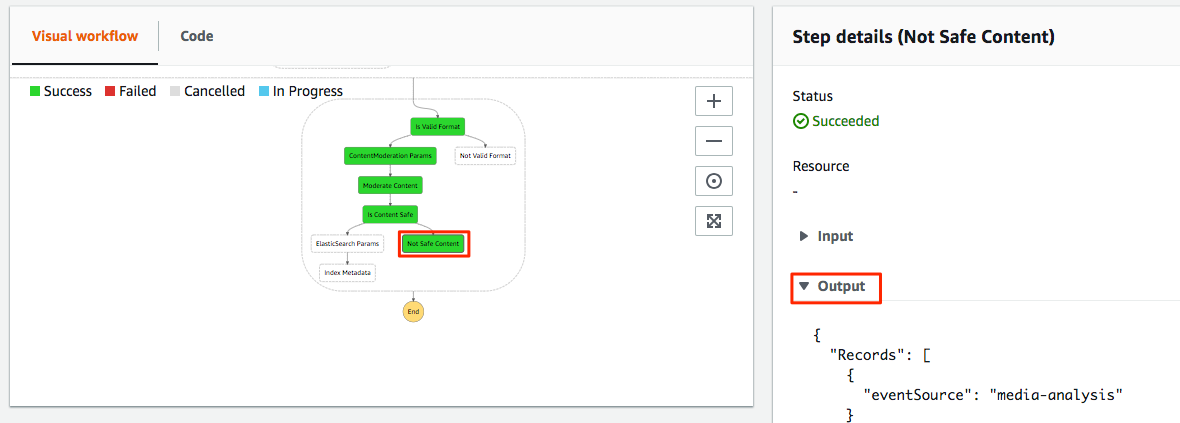 Visual workflow
Code
Success
Failed
Cancelled
In Progress
Is Valid Format
ContentModeration Params
Not Valid Format
Moderate Content
Is Content Safe
ElasticSearch Params
Not Safe Content
Index Metadata
End
Step details (Not Safe Content)
Status
Succeeded
Resource
-
Input
Output
{
"Records": [
{
"eventSource": "media-analysis"
}